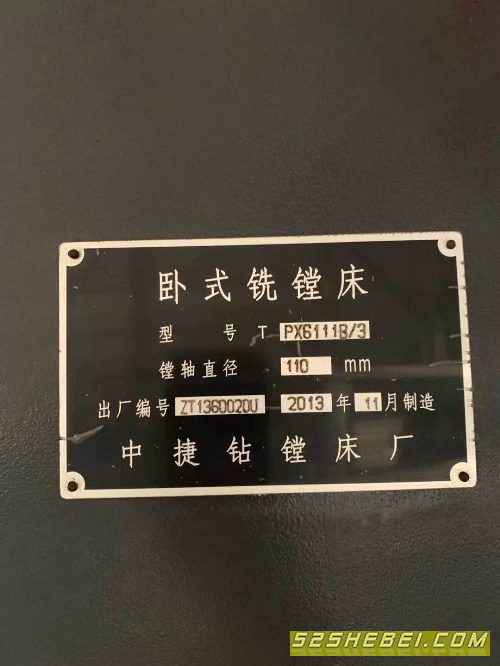 卧式铣镗床
型 号 T PX6111B/3
镗轴直径 110 mm
出厂编号 ZT1360020U 2013 年 11 月制造
中捷钻镗床厂
52SHEBEI.COM